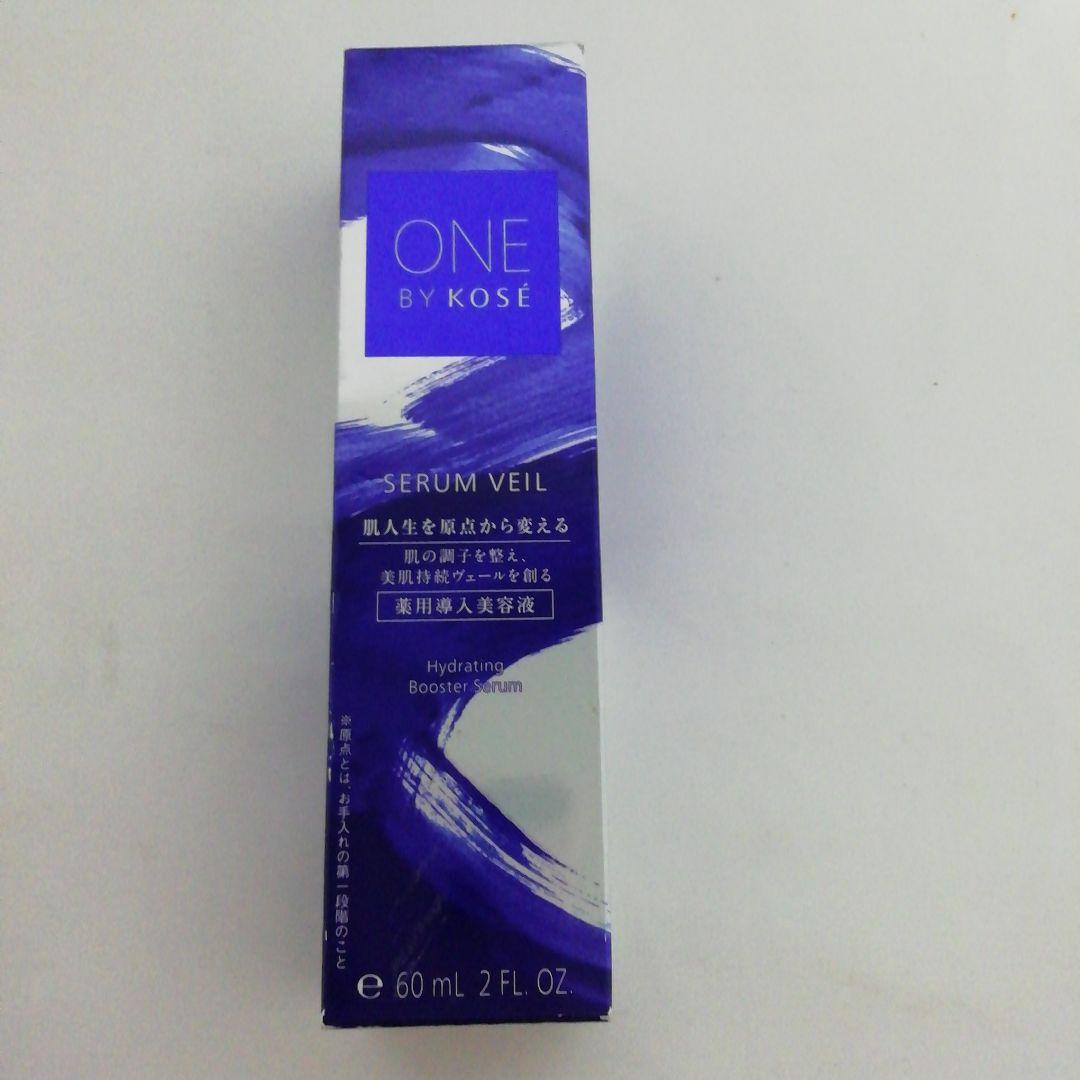 ONE
BY KOSÉ
SERUM VEIL
肌人生を原点から変える
肌の調子を整え、
美肌持続ヴェールを創る
薬用導入美容液
Hydrating
Booster Serum
※原点とは、お手入れの第一段階のこと
℮ 60 mL 2 FL. OZ.